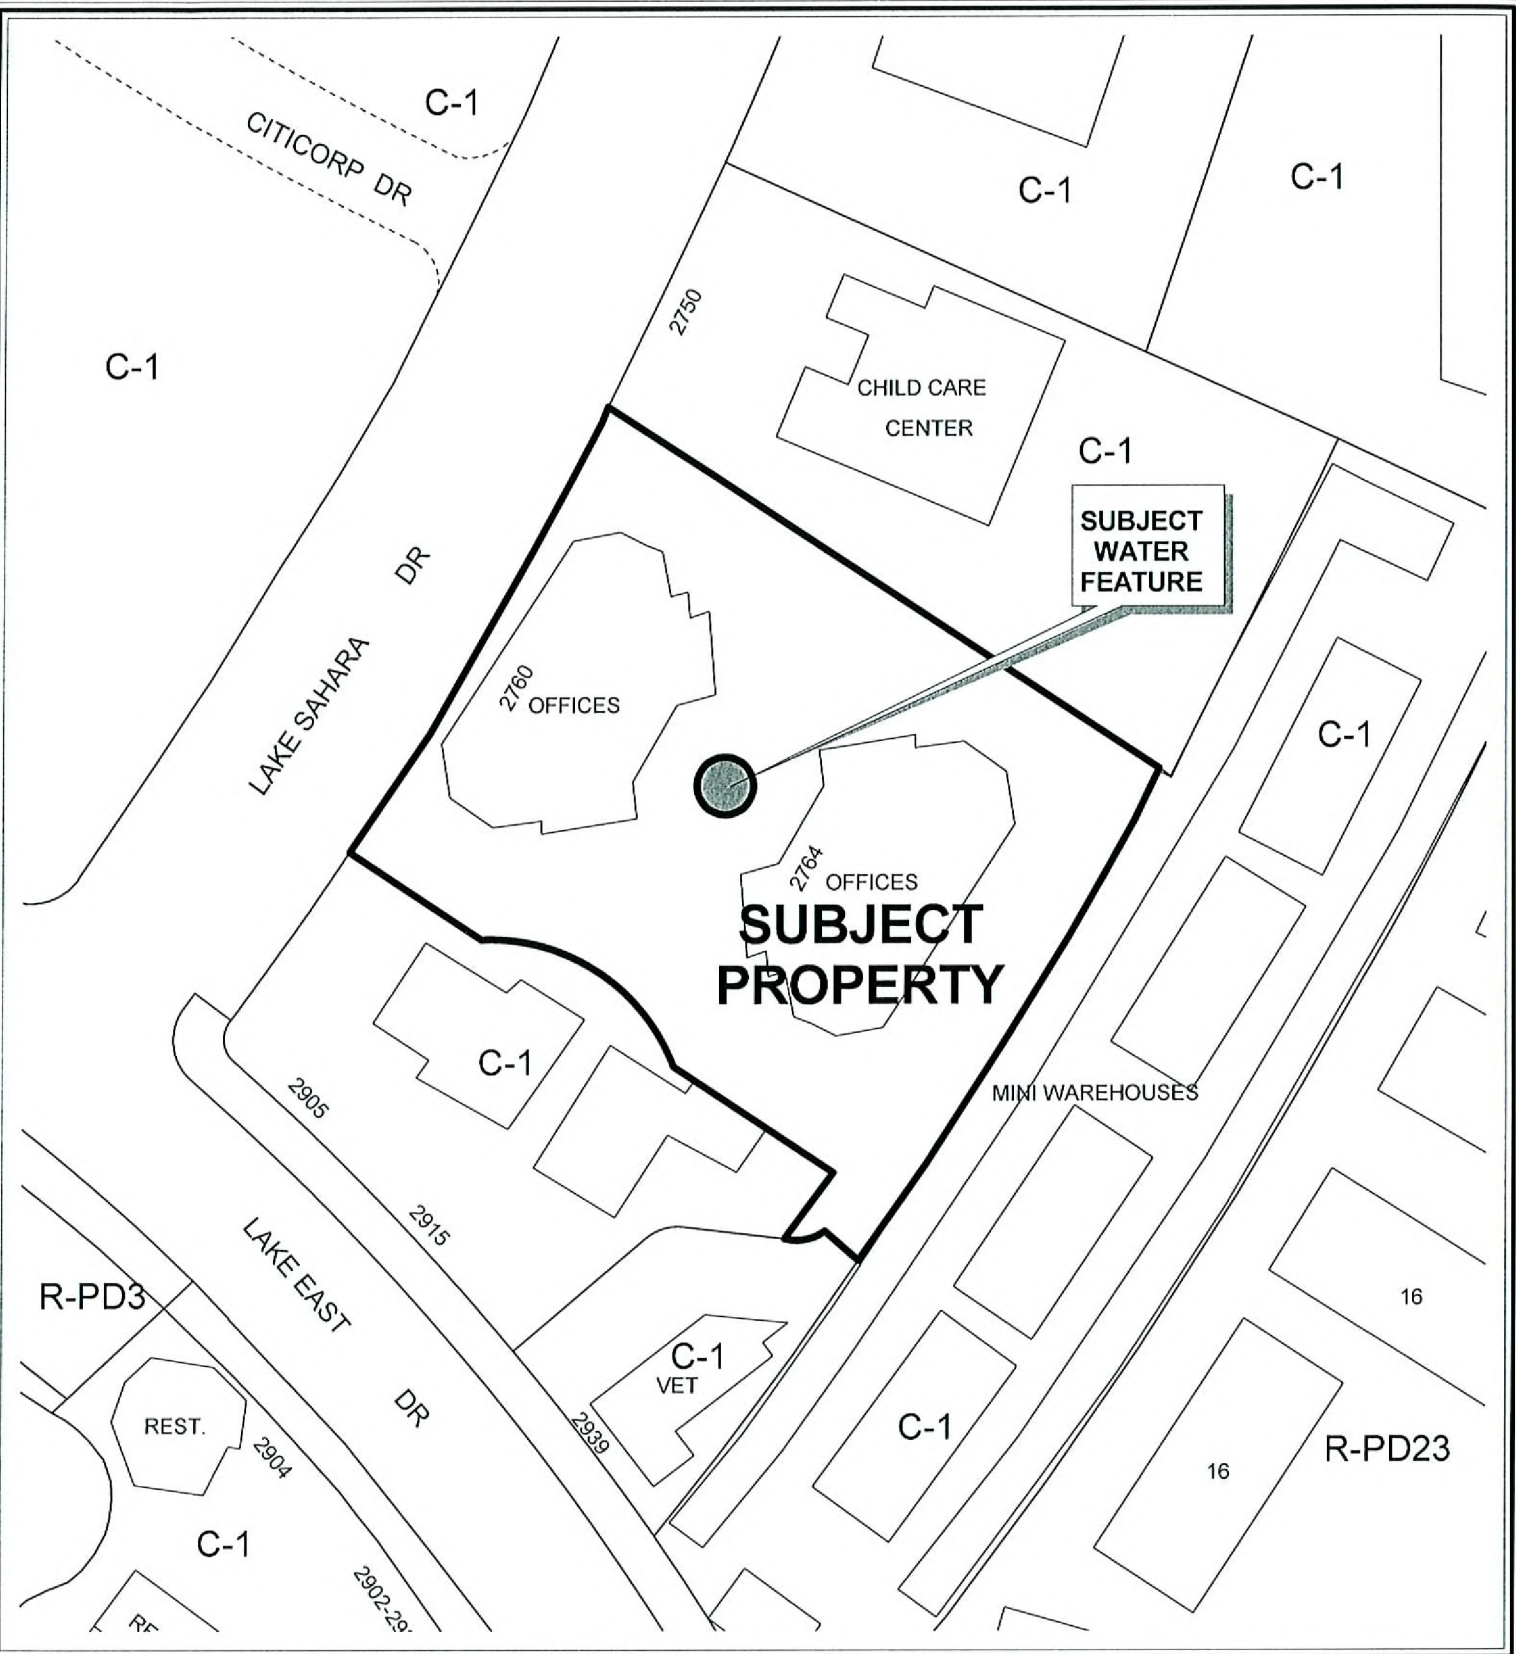 C-1
CITICORP DR
C-1
C-1
2750
C-1
CHILD CARE
CENTER
C-1
SUBJECT
WATER
FEATURE
LAKE SAHARA DR
2760
OFFICES
C-1
2764
OFFICES
SUBJECT
PROPERTY
C-1
MINI WAREHOUSES
2905
2915
LAKE EAST DR
R-PD3
16
C-1
VET
REST.
2904
2939
C-1
16
R-PD23
C-1